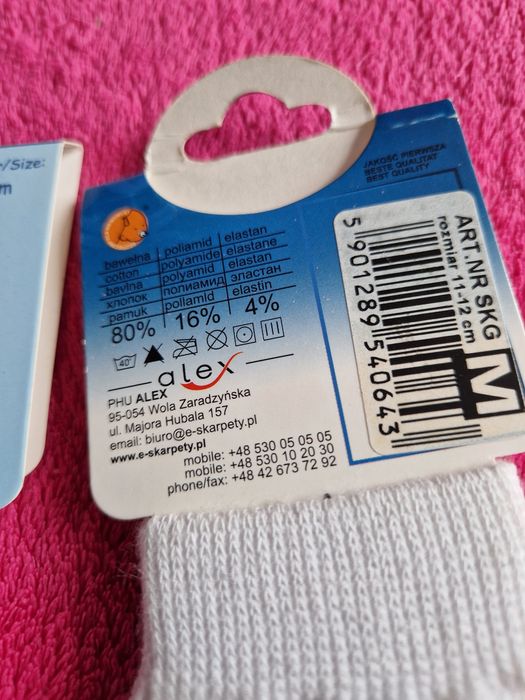 /Size:
m
JAKOŚĆ PIERWSZA
BESTE QUALITAT
BEST QUALITY
bawełna poliamid elastan
cotton polyamide elastane
bavlna polyamid elastan
хлопок полиамид эластан
pamuk poliamid elastin
80% 16% 4%
40°
alex
PHU ALEX
95-054 Wola Zaradzyńska
ul. Majora Hubala 157
email: biuro@e-skarpety.pl
www.e-skarpety.pl
mobile: +48 530 05 05 05
mobile: +48 530 10 20 30
phone/fax: +48 42 673 72 92
ART.NR SKG
rozmiar 11-12 cm
M
5 901289 540643